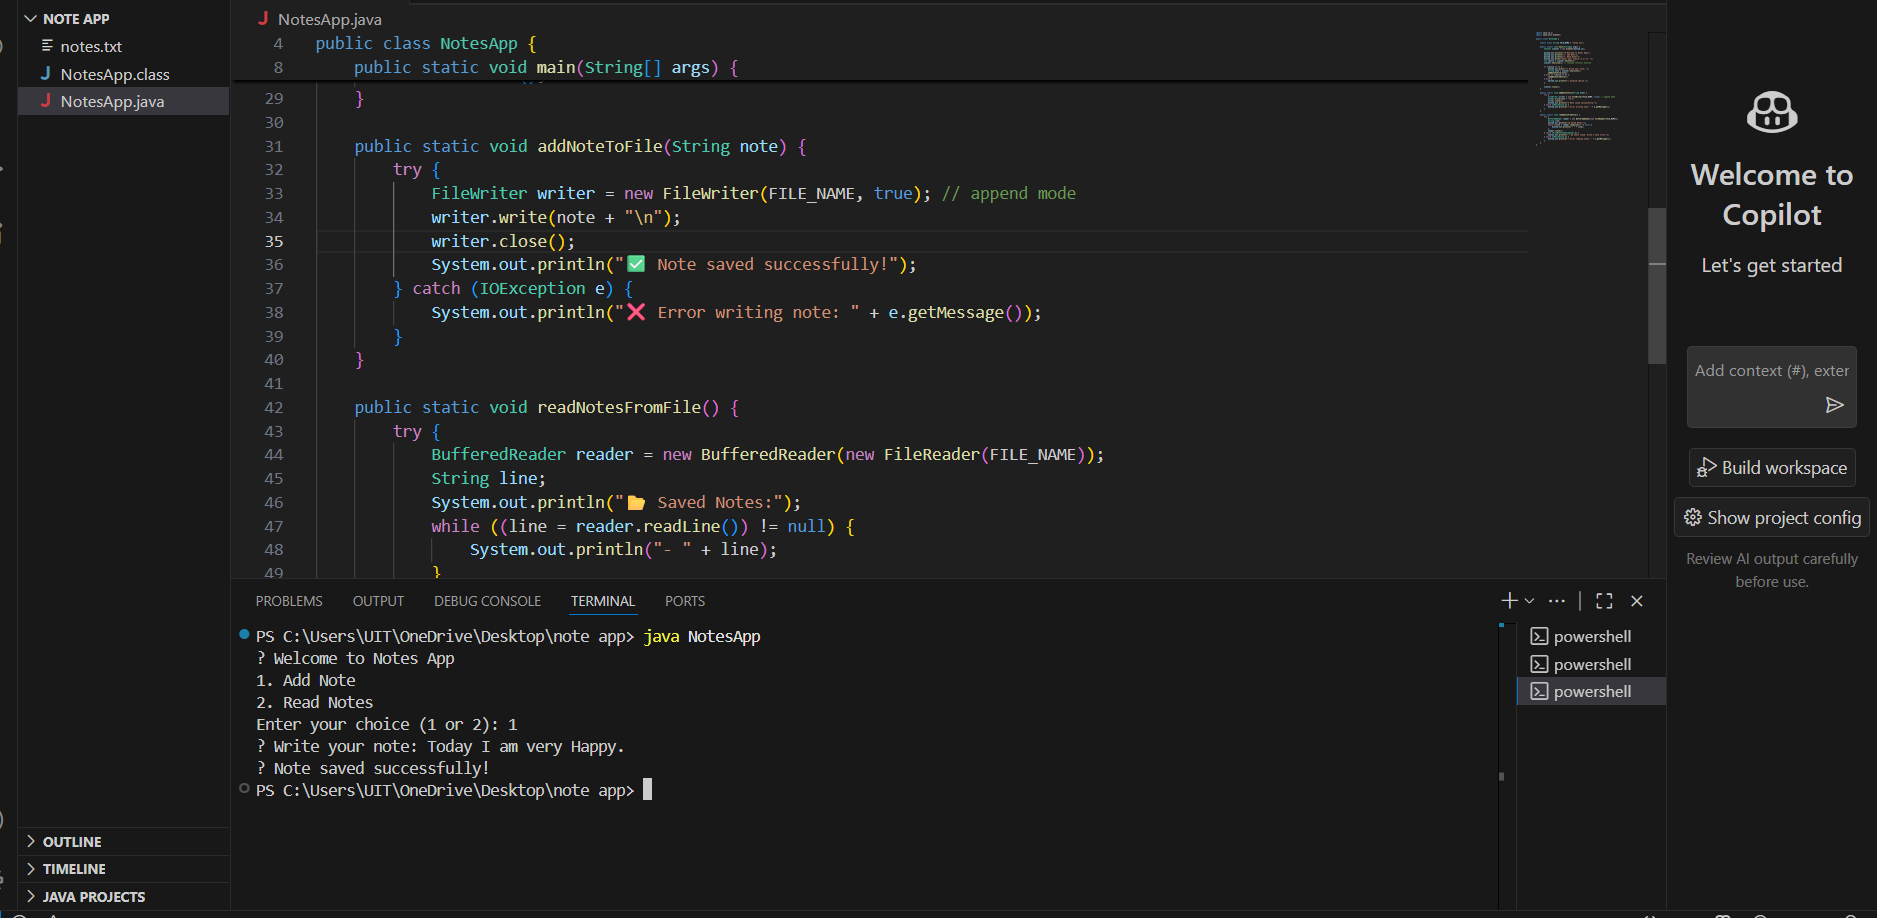 NOTE APP
notes.txt
NotesApp.class
NotesApp.java
OUTLINE
TIMELINE
JAVA PROJECTS
NotesApp.java
4 public class NotesApp {
8 public static void main(String[] args) {
29 }
30
31 public static void addNoteToFile(String note) {
32 try {
33 FileWriter writer = new FileWriter(FILE_NAME, true); // append mode
34 writer.write(note + "\n");
35 writer.close();
36 System.out.println("✅ Note saved successfully!");
37 } catch (IOException e) {
38 System.out.println("❌ Error writing note: " + e.getMessage());
39 }
40 }
41
42 public static void readNotesFromFile() {
43 try {
44 BufferedReader reader = new BufferedReader(new FileReader(FILE_NAME));
45 String line;
46 System.out.println("📂 Saved Notes:");
47 while ((line = reader.readLine()) != null) {
48 System.out.println("- " + line);
49 }
PROBLEMS OUTPUT DEBUG CONSOLE TERMINAL PORTS
PS C:\Users\UIT\OneDrive\Desktop\note app> java NotesApp
? Welcome to Notes App
1. Add Note
2. Read Notes
Enter your choice (1 or 2): 1
? Write your note: Today I am very Happy.
? Note saved successfully!
PS C:\Users\UIT\OneDrive\Desktop\note app>
powershell
powershell
powershell
Welcome to
Copilot
Let's get started
Add context (#), exter
Build workspace
Show project config
Review AI output carefully
before use.